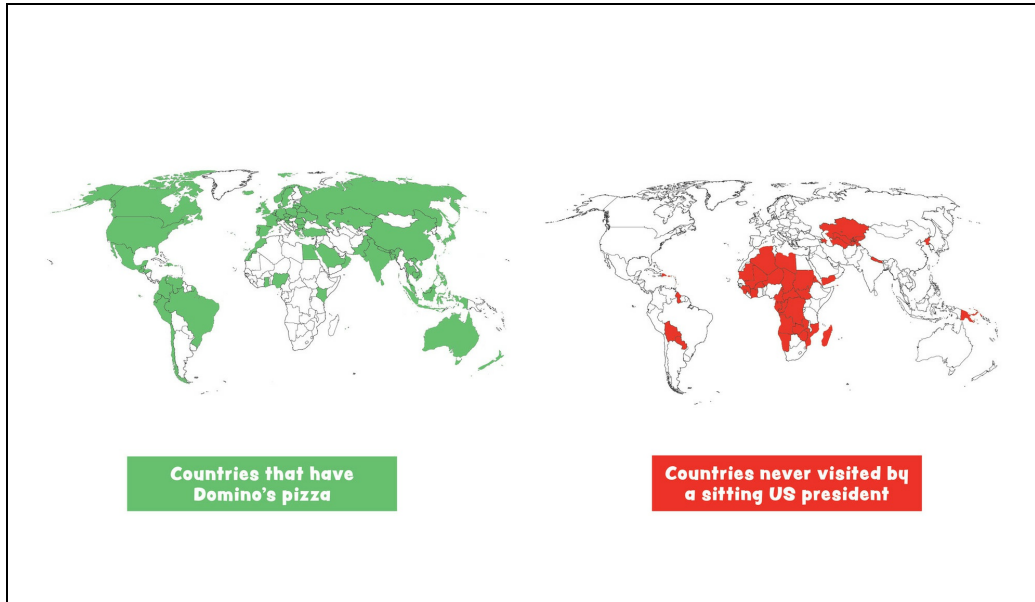 Countries that have
Domino's pizza
Countries never visited by
a sitting US president